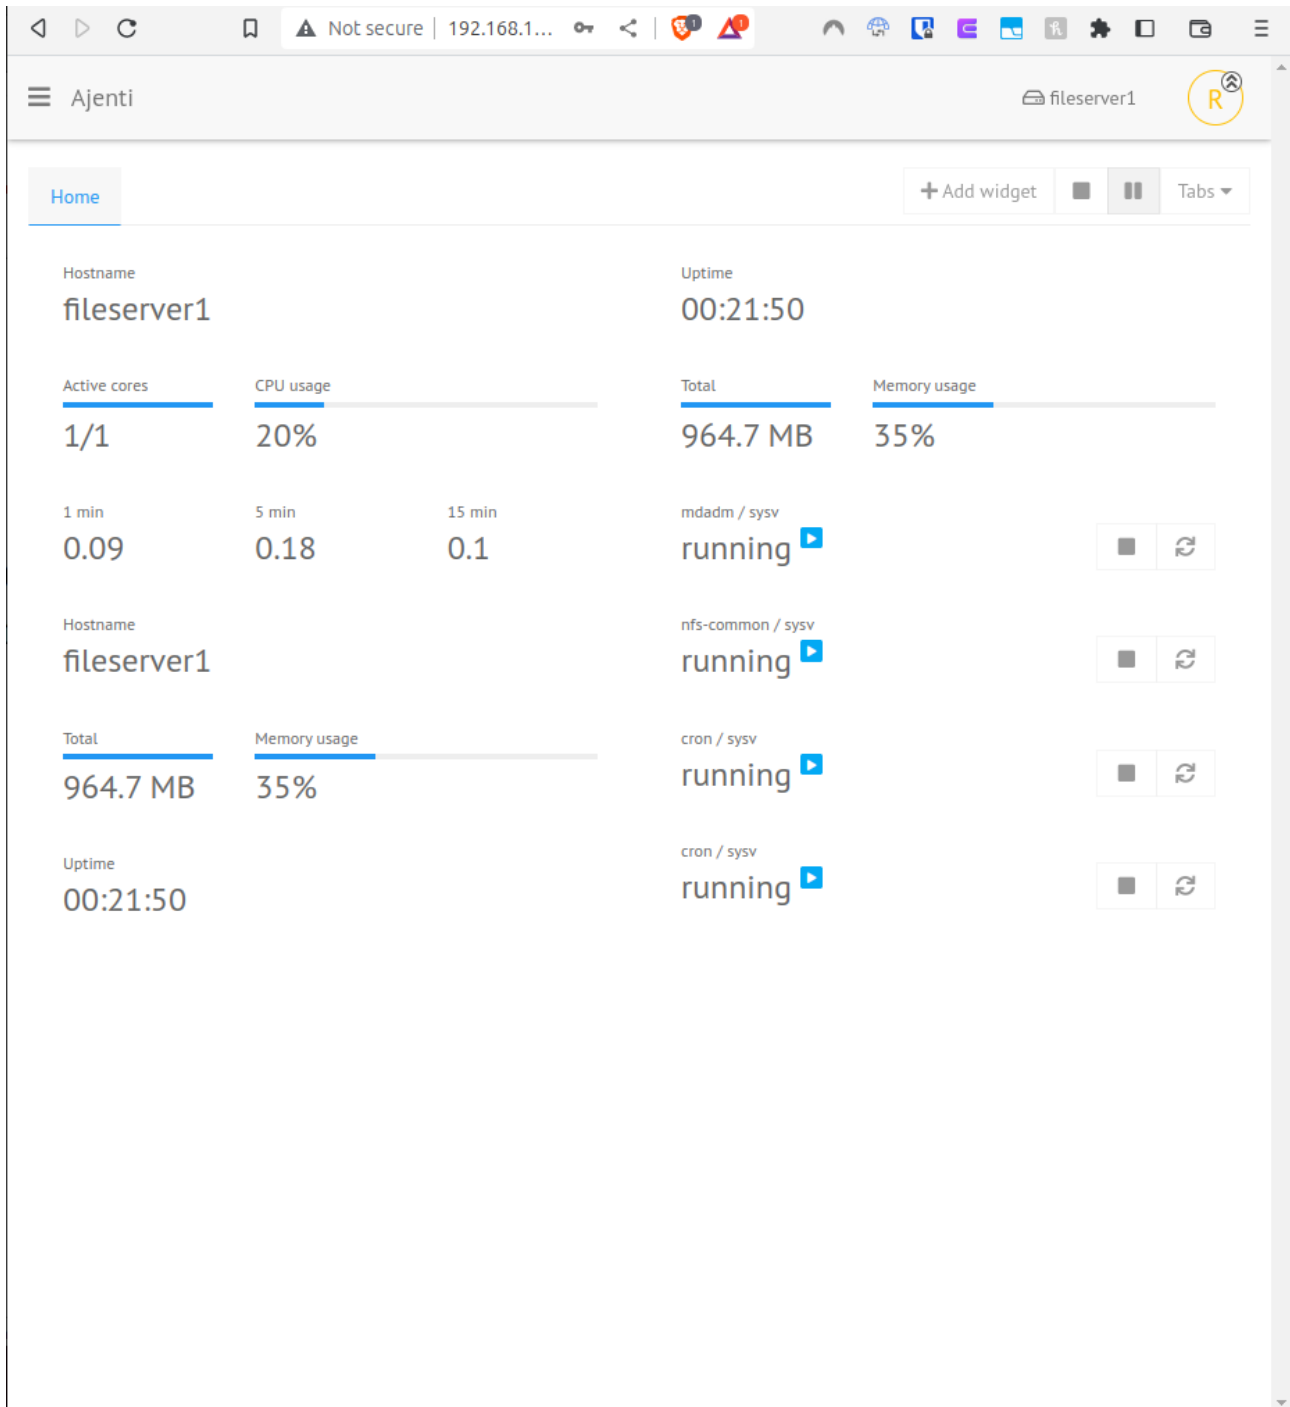 Not secure 192.168.1...
1
1
Ajenti
fileserver1
R
Home
Add widget
Tabs
Hostname
fileserver1
Uptime
00:21:50
Active cores
CPU usage
1/1
20%
Total
Memory usage
964.7 MB
35%
1 min
5 min
15 min
0.09
0.18
0.1
mdadm / sysv
running
Hostname
fileserver1
nfs-common / sysv
running
Total
Memory usage
964.7 MB
35%
cron / sysv
running
Uptime
00:21:50
cron / sysv
running